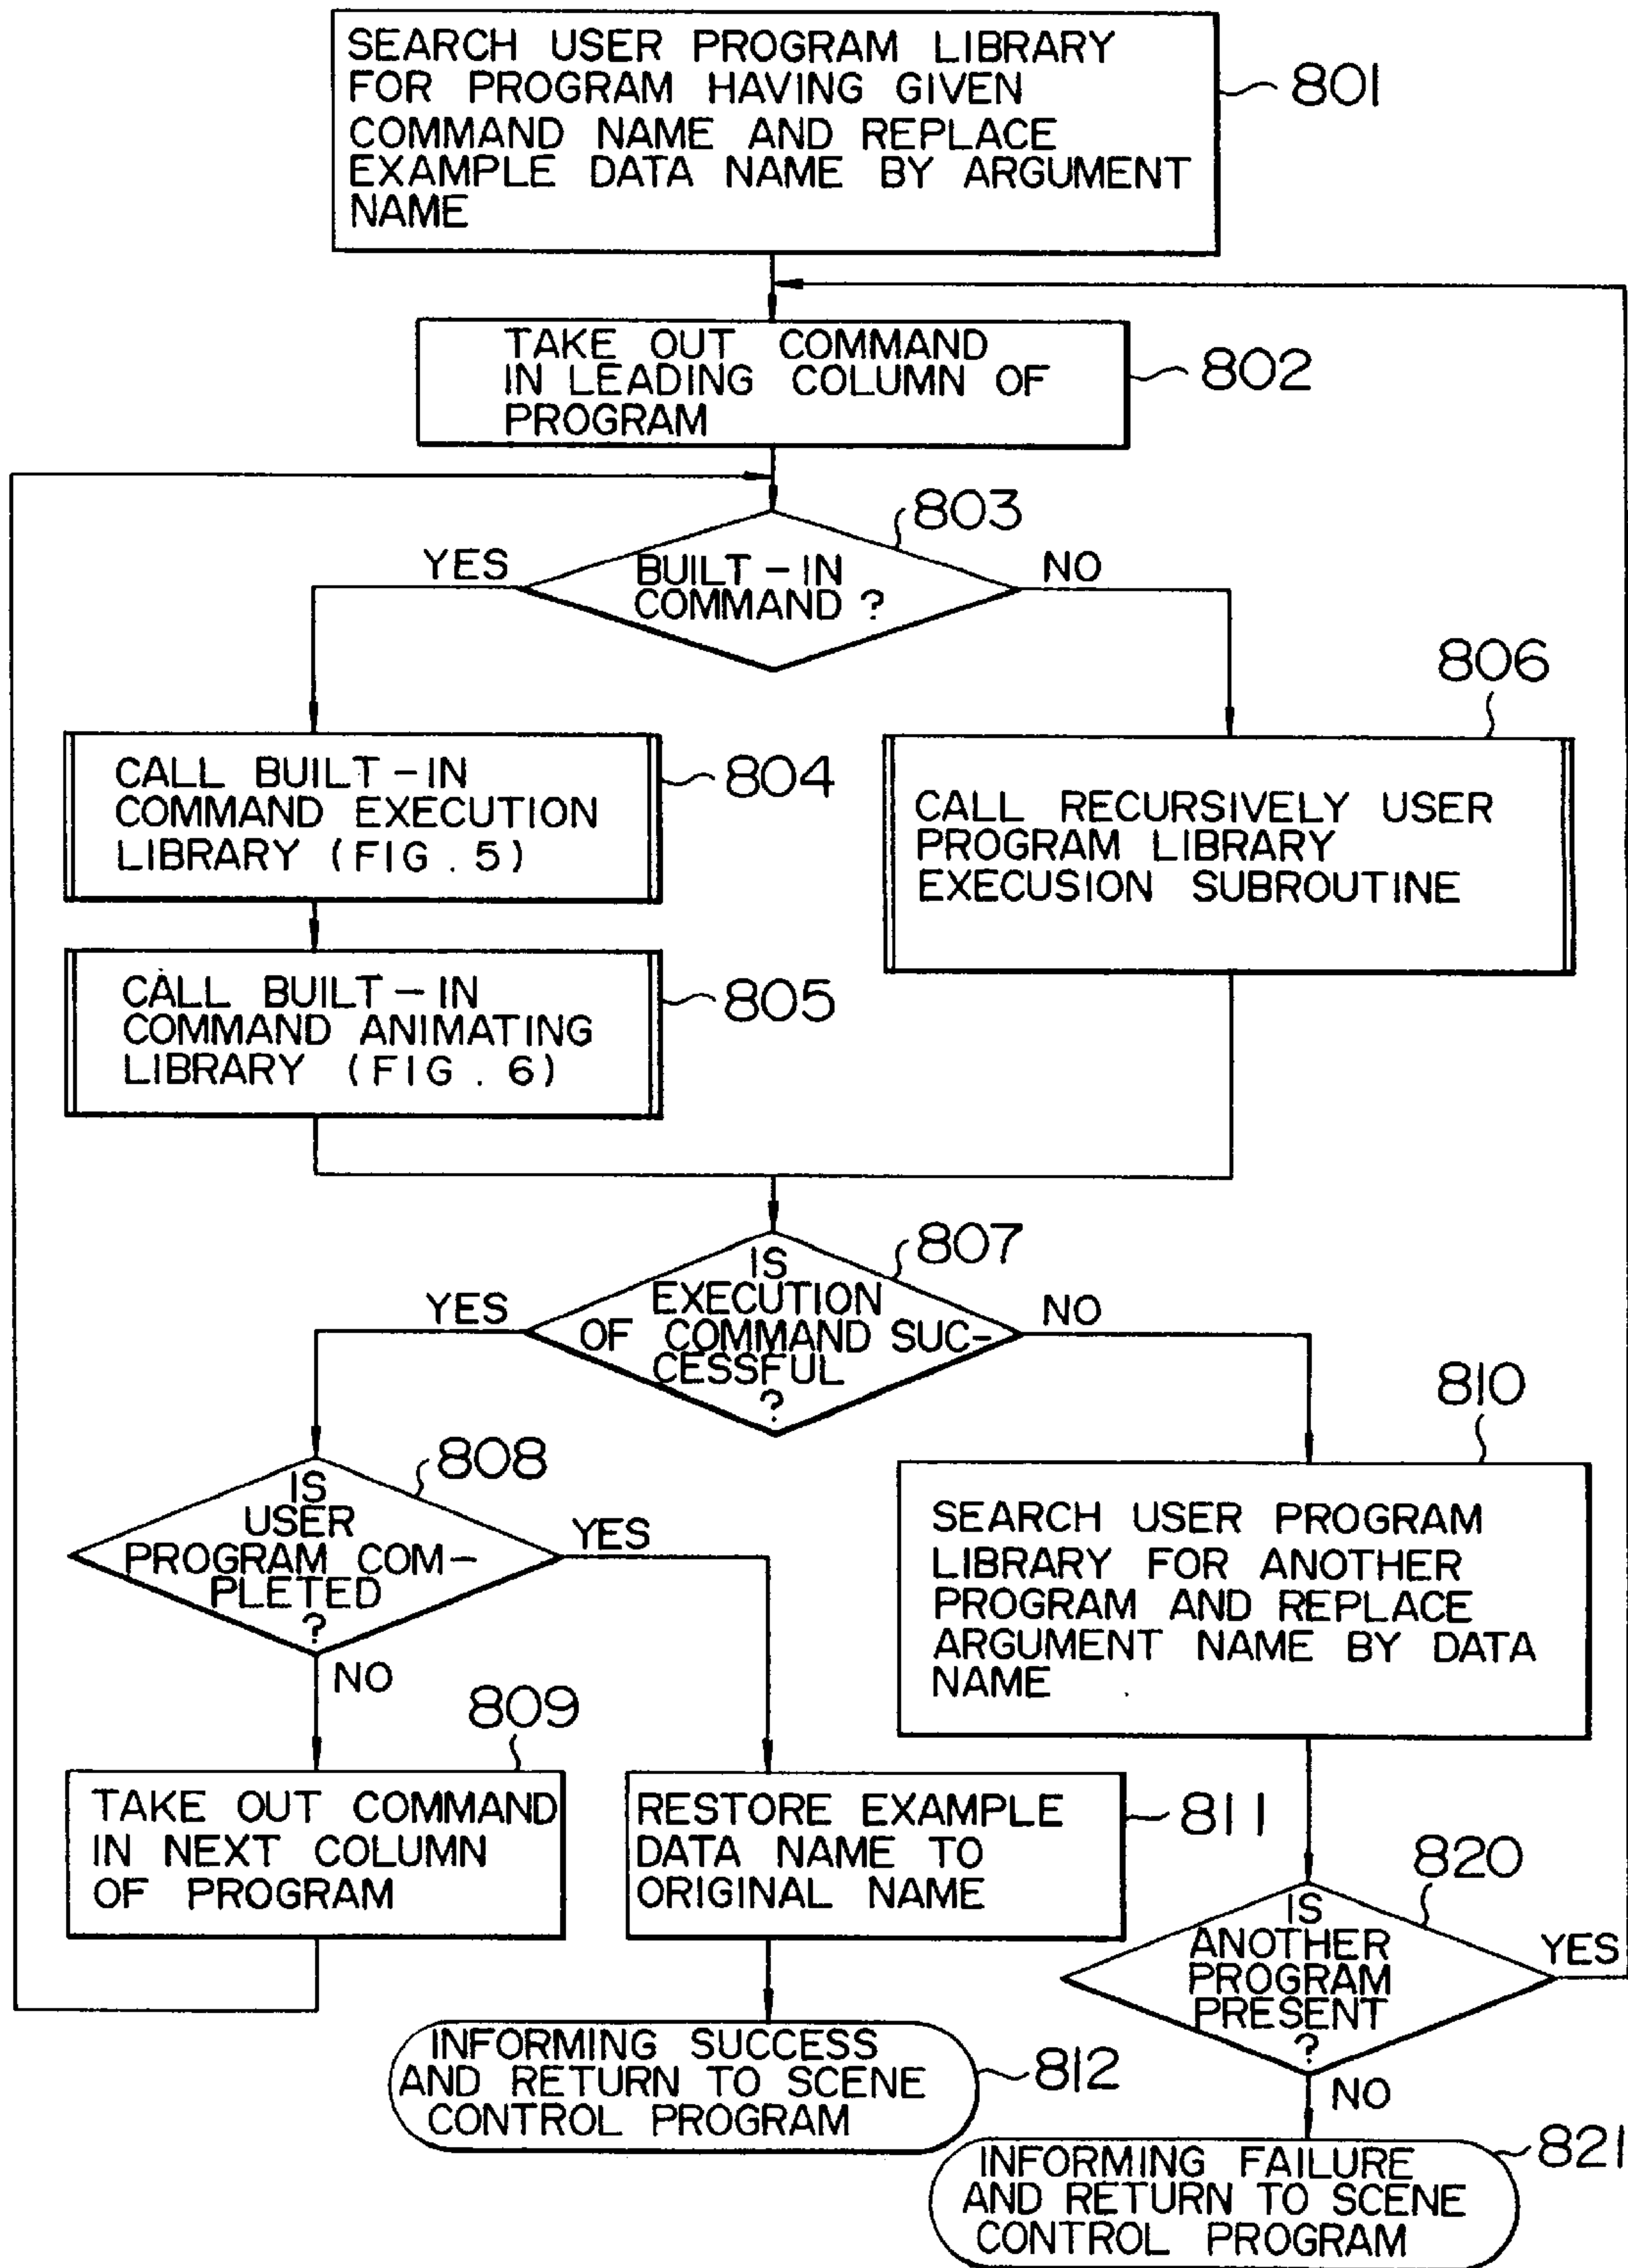 SEARCH USER PROGRAM LIBRARY
FOR PROGRAM HAVING GIVEN
COMMAND NAME AND REPLACE
EXAMPLE DATA NAME BY ARGUMENT
NAME
801
TAKE OUT COMMAND
IN LEADING COLUMN OF
PROGRAM
802
803
YES
BUILT-IN
COMMAND ?
NO
806
CALL BUILT-IN
COMMAND EXECUTION
LIBRARY (FIG. 5)
804
CALL RECURSIVELY USER
PROGRAM LIBRARY
EXECUSION SUBROUTINE
CALL BUILT-IN
COMMAND ANIMATING
LIBRARY (FIG. 6)
805
807
YES
IS
EXECUTION
OF COMMAND SUC-
CESSFUL
?
NO
810
808
IS
USER
PROGRAM COM-
PLETED
?
YES
NO
SEARCH USER PROGRAM
LIBRARY FOR ANOTHER
PROGRAM AND REPLACE
ARGUMENT NAME BY DATA
NAME
809
TAKE OUT COMMAND
IN NEXT COLUMN
OF PROGRAM
RESTORE EXAMPLE
DATA NAME TO
ORIGINAL NAME
811
820
IS
ANOTHER
PROGRAM
PRESENT
?
YES
NO
INFORMING SUCCESS
AND RETURN TO SCENE
CONTROL PROGRAM
812
INFORMING FAILURE
AND RETURN TO SCENE
CONTROL PROGRAM
821